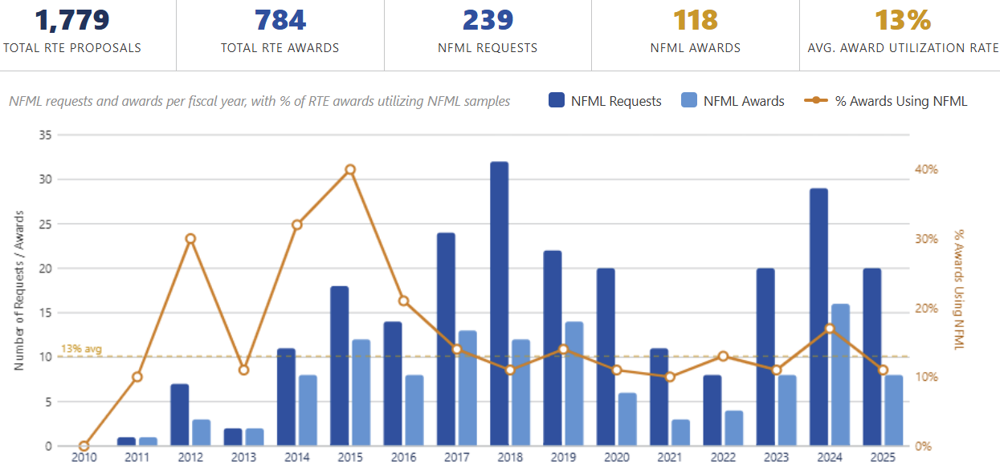 1,779 784 239 118 13%
TOTAL RTE PROPOSALS TOTAL RTE AWARDS NFML REQUESTS NFML AWARDS AVG. AWARD UTILIZATION RATE
NFML requests and awards per fiscal year, with % of RTE awards utilizing NFML samples NFML Requests NFML Awards % Awards Using NFML
35
40%
30
25
30%
20
15
20%
13% avg
10
10%
5
0 0%
Number of Requests / Awards
% Awards Using NFML
2010 2011 2012 2013 2014 2015 2016 2017 2018 2019 2020 2021 2022 2023 2024 2025